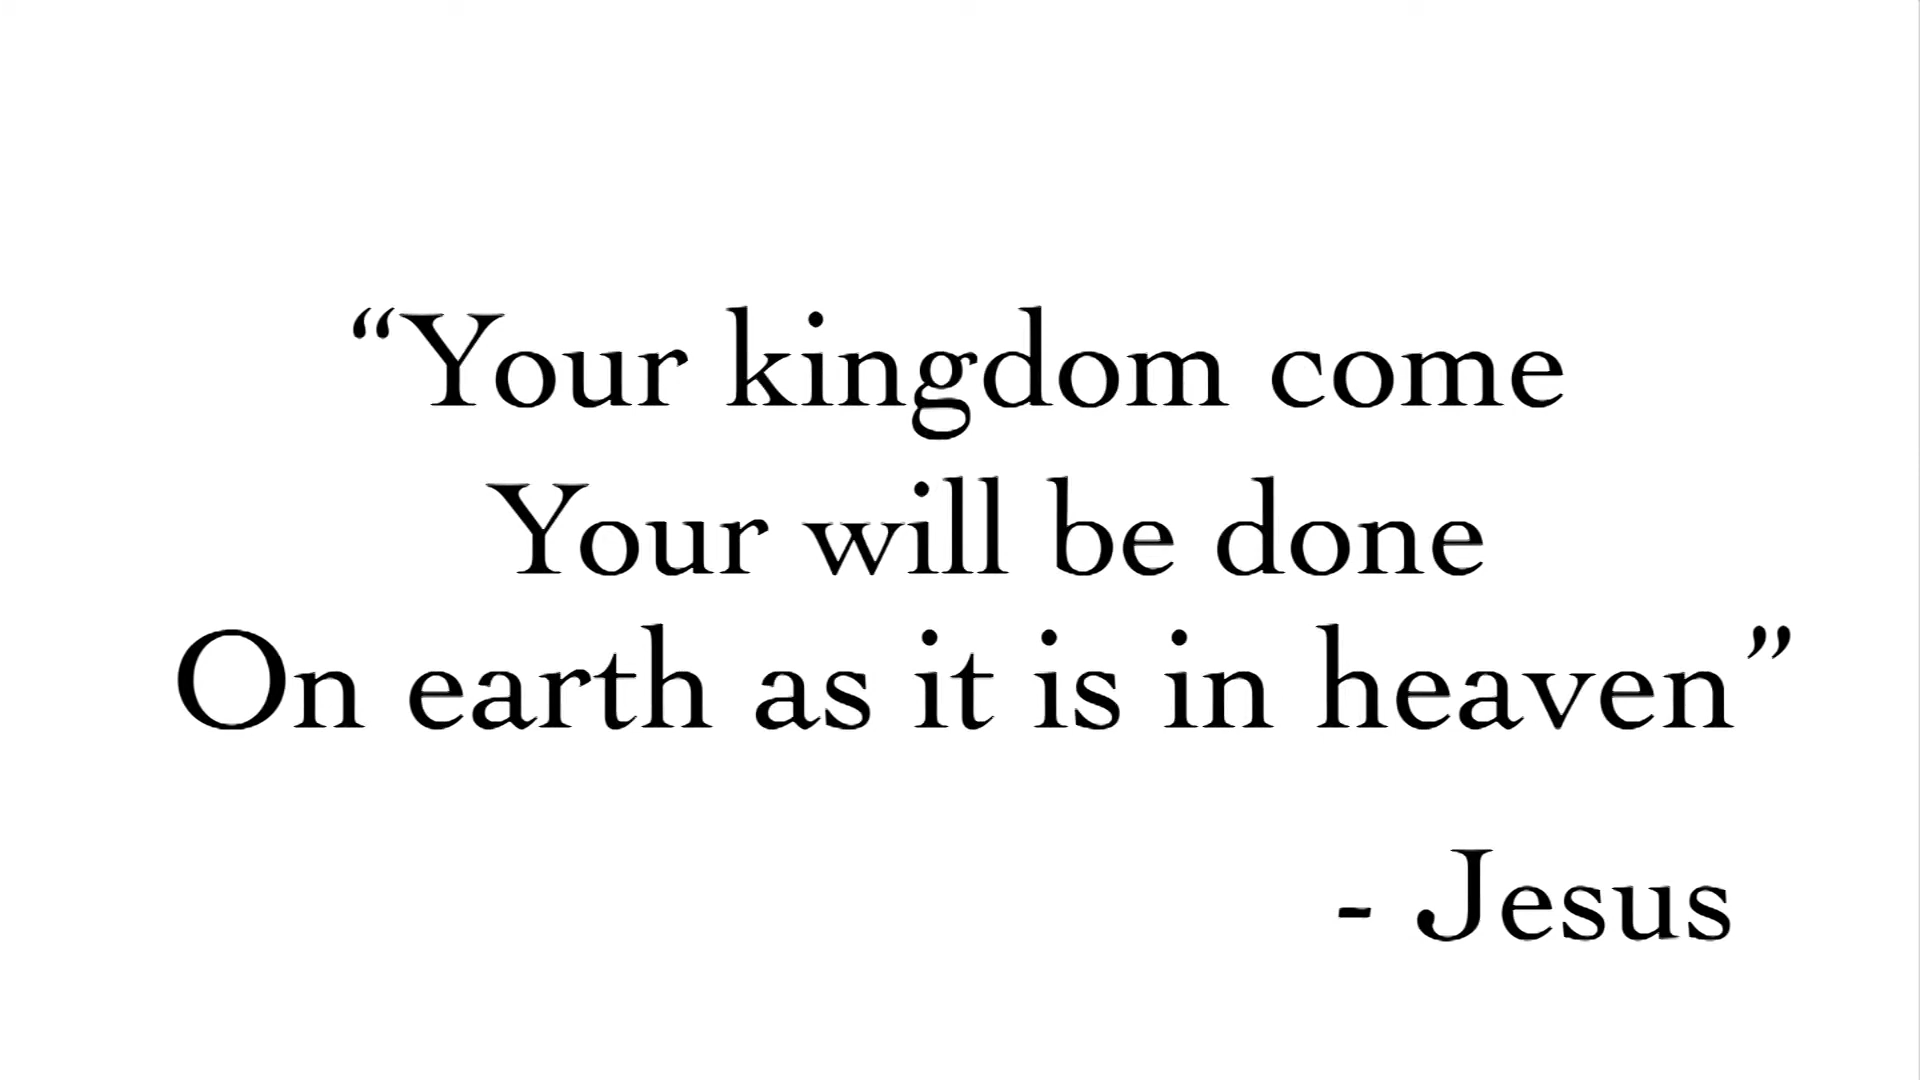 “Your kingdom come
Your will be done
On earth as it is in heaven”
- Jesus